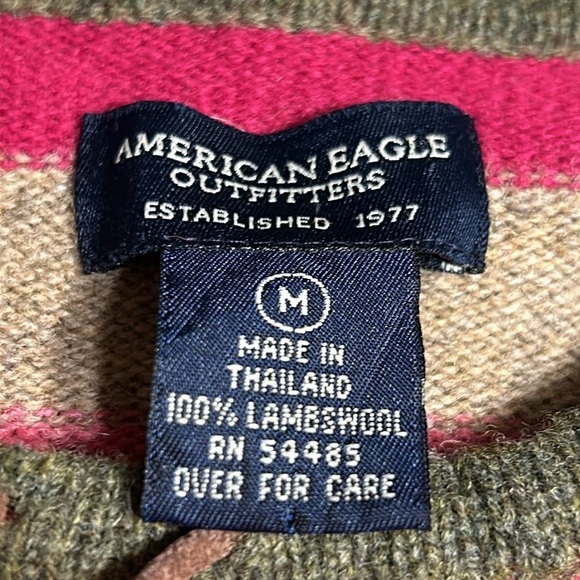 AMERICAN EAGLE
OUTFITTERS
ESTABLISHED 1977
M
MADE IN
THAILAND
100% LAMBSWOOL
RN 54485
OVER FOR CARE